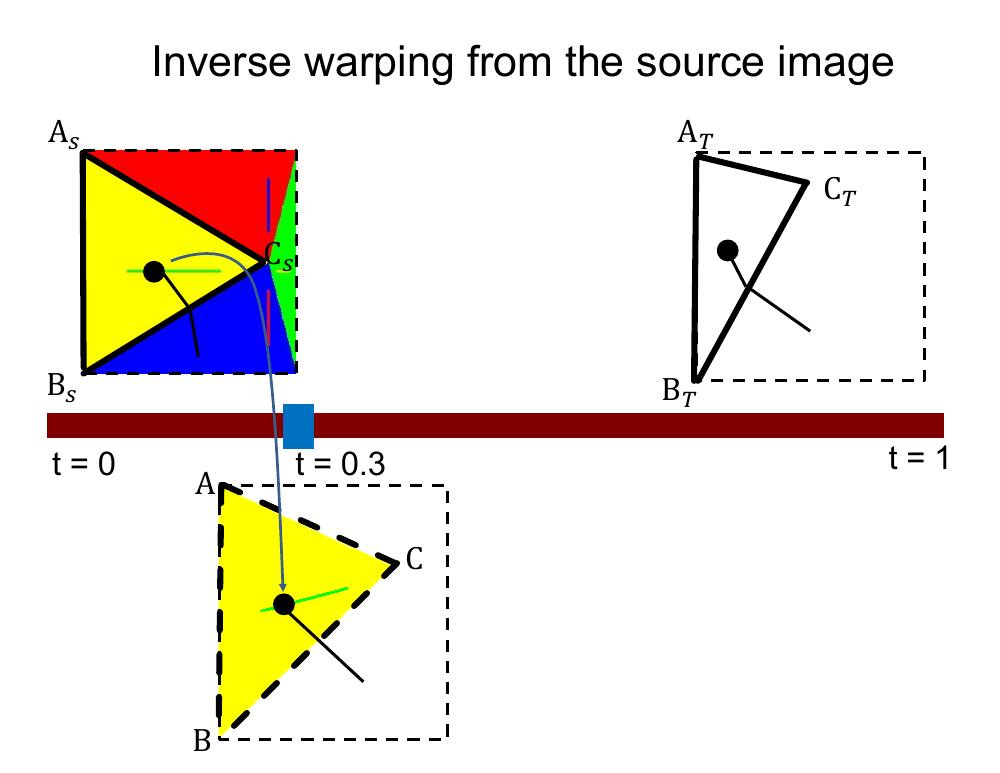 Inverse warping from the source image
A_s
A_T
C_T
C_s
B_s
B_T
t = 0
t = 0.3
t = 1
A
C
B